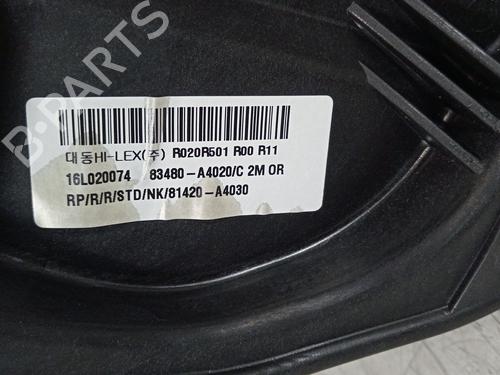 대동HI-LEX(주) R020R501 R00 R11
16L020074 83480-A4020/C 2M OR
RP/R/R/STD/NK/81420-A4030
B-PARTS